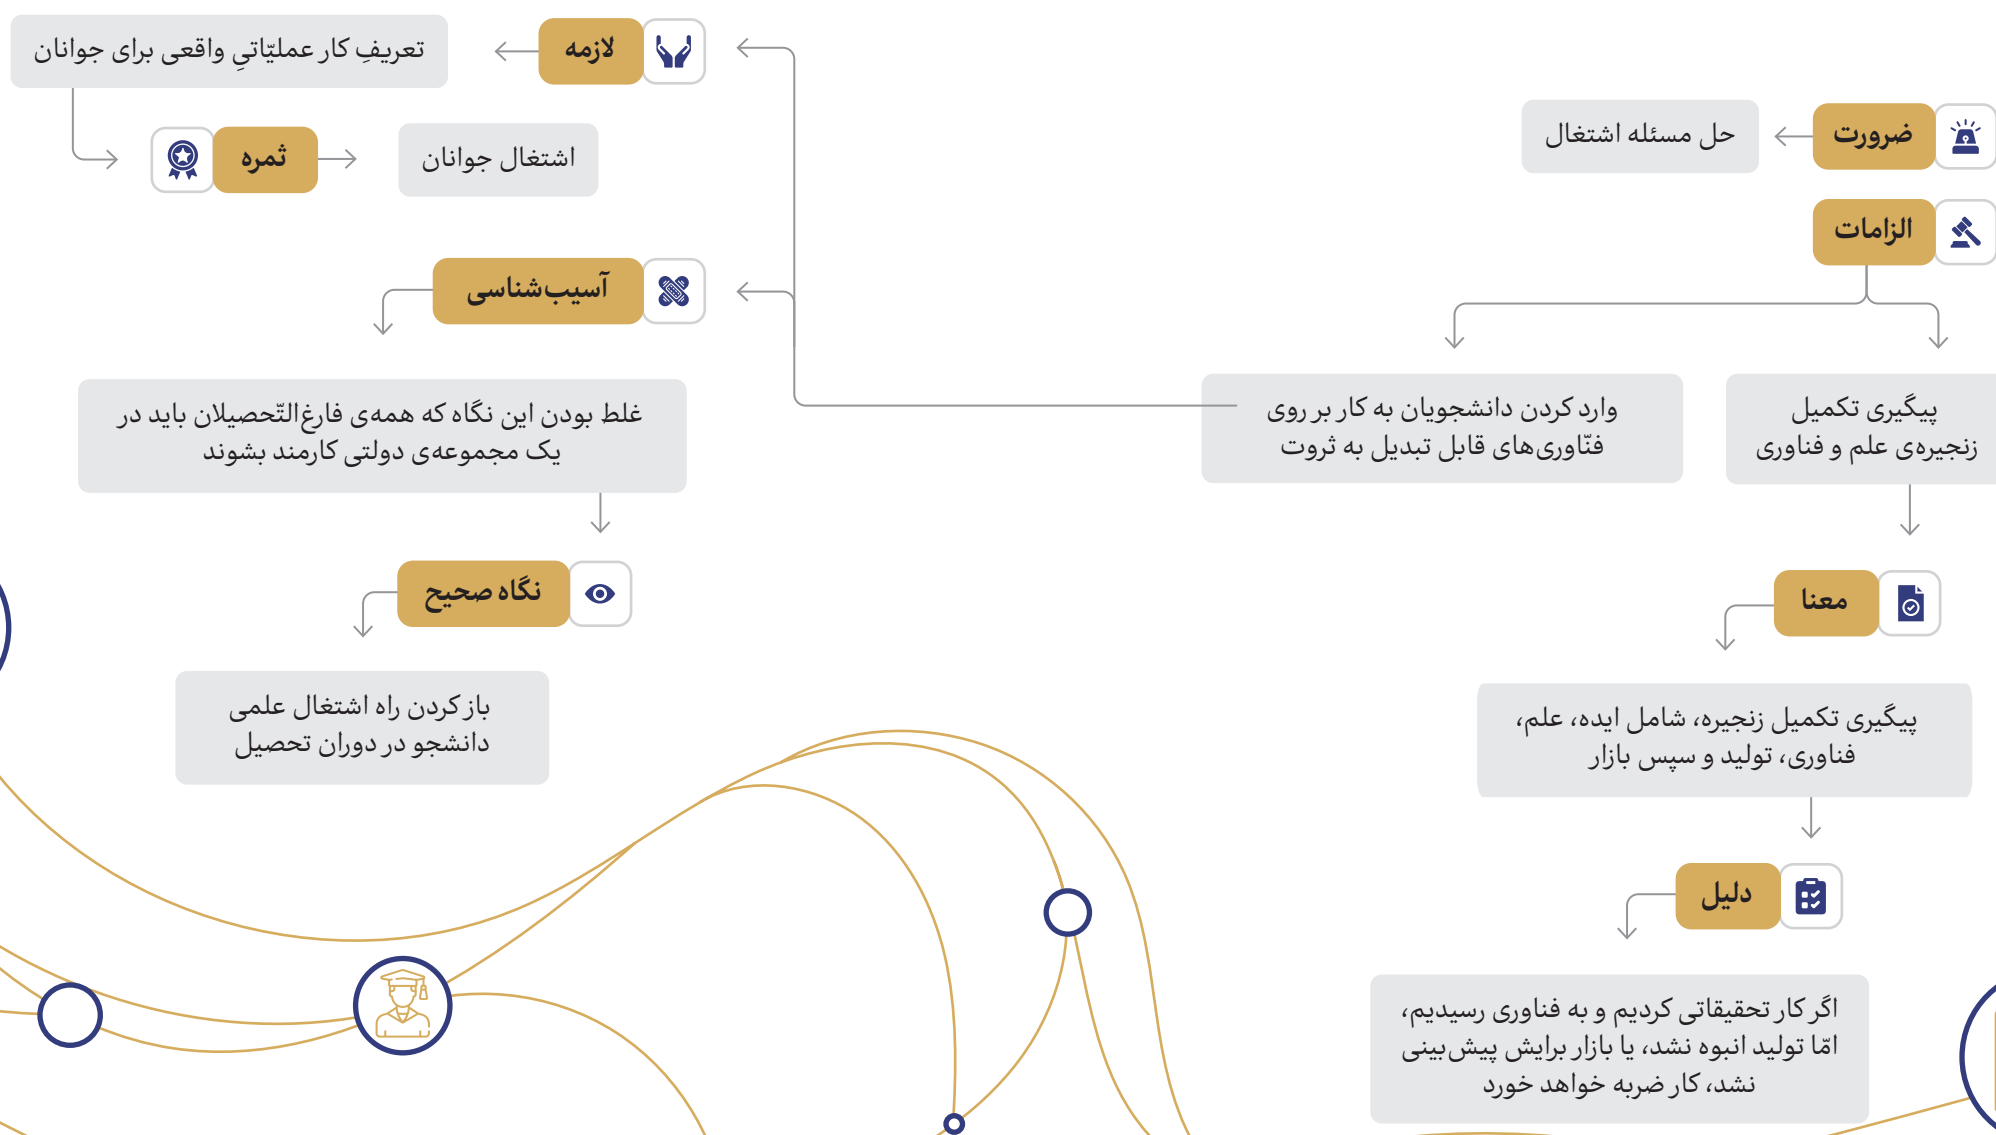 ضرورت
حل مسئله اشتغال
الزامات
پیگیری تکمیل
زنجیره‌ی علم و فناوری
معنا
پیگیری تکمیل زنجیره، شامل ایده، علم،
فناوری، تولید و سپس بازار
دلیل
اگر کار تحقیقاتی کردیم و به فناوری رسیدیم،
امّا تولید انبوه نشد، یا بازار برایش پیش‌بینی
نشد، کار ضربه خواهد خورد
وارد کردن دانشجویان به کار بر روی
فنّاوری‌های قابل تبدیل به ثروت
لازمه
تعریفِ کار عملیّاتیِ واقعی برای جوانان
ثمره
اشتغال جوانان
آسیب‌شناسی
غلط بودن این نگاه که همه‌ی فارغ‌التّحصیلان باید در
یک مجموعه‌ی دولتی کارمند بشوند
نگاه صحیح
باز کردن راه اشتغال علمی
دانشجو در دوران تحصیل